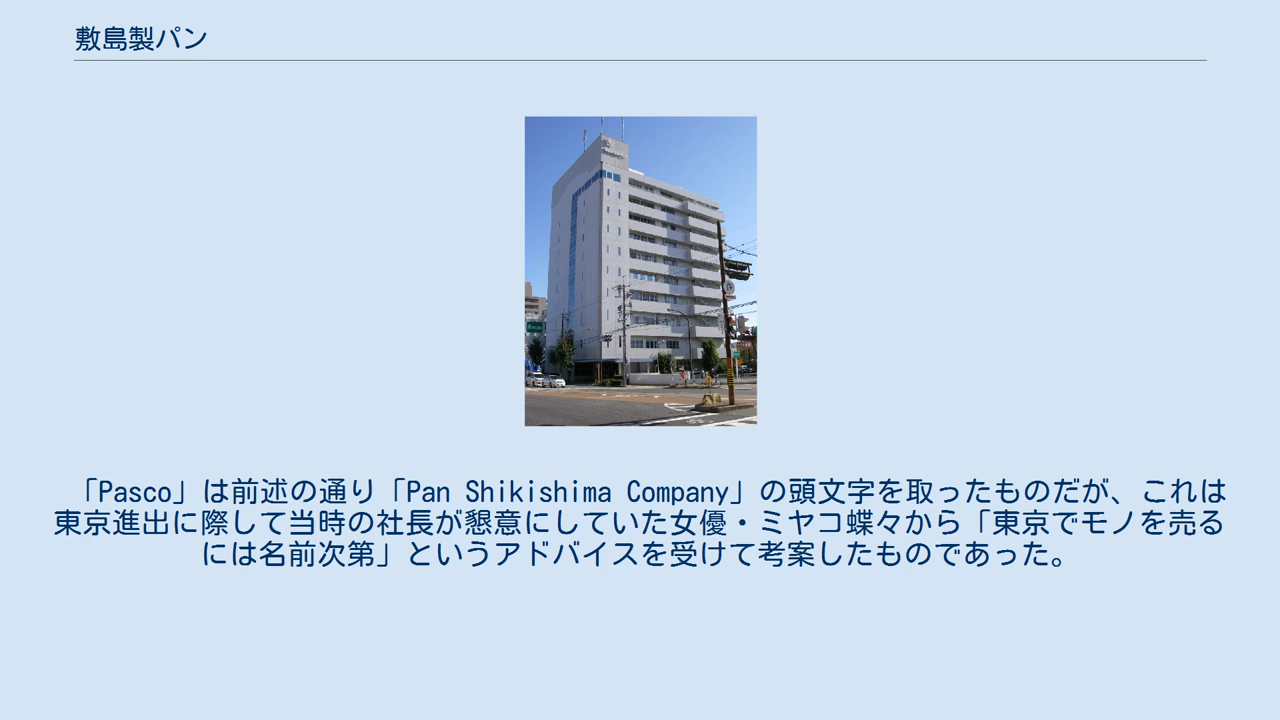 敷島製パン
「Pasco」は前述の通り「Pan Shikishima Company」の頭文字を取ったものだが、これは
東京進出に際して当時の社長が懇意にしていた女優・ミヤコ蝶々から「東京でモノを売る
には名前次第」というアドバイスを受けて考案したものであった。